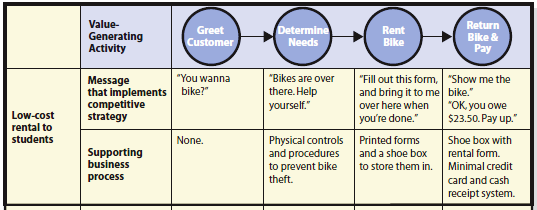 Value-
Generating
Activity
Greet
Customer
Determine
Needs
Rent
Bike
Return
Bike &
Pay
Low-cost
rental to
students
Message
that implements
competitive
strategy
“You wanna
bike?”
“Bikes are over
there. Help
yourself.”
“Fill out this form,
and bring it to me
over here when
you’re done.”
“Show me the
bike.”
“OK, you owe
$23.50. Pay up.”
Supporting
business
process
None.
Physical controls
and procedures
to prevent bike
theft.
Printed forms
and a shoe box
to store them in.
Shoe box with
rental form.
Minimal credit
card and cash
receipt system.